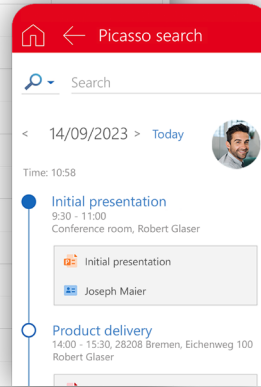 Picasso search
Search
< 14/09/2023 > Today
Time: 10:58
Initial presentation
9:30 - 11:00
Conference room, Robert Glaser
Initial presentation
Joseph Maier
Product delivery
14:00 - 15:30, 28208 Bremen, Eichenweg 100
Robert Glaser